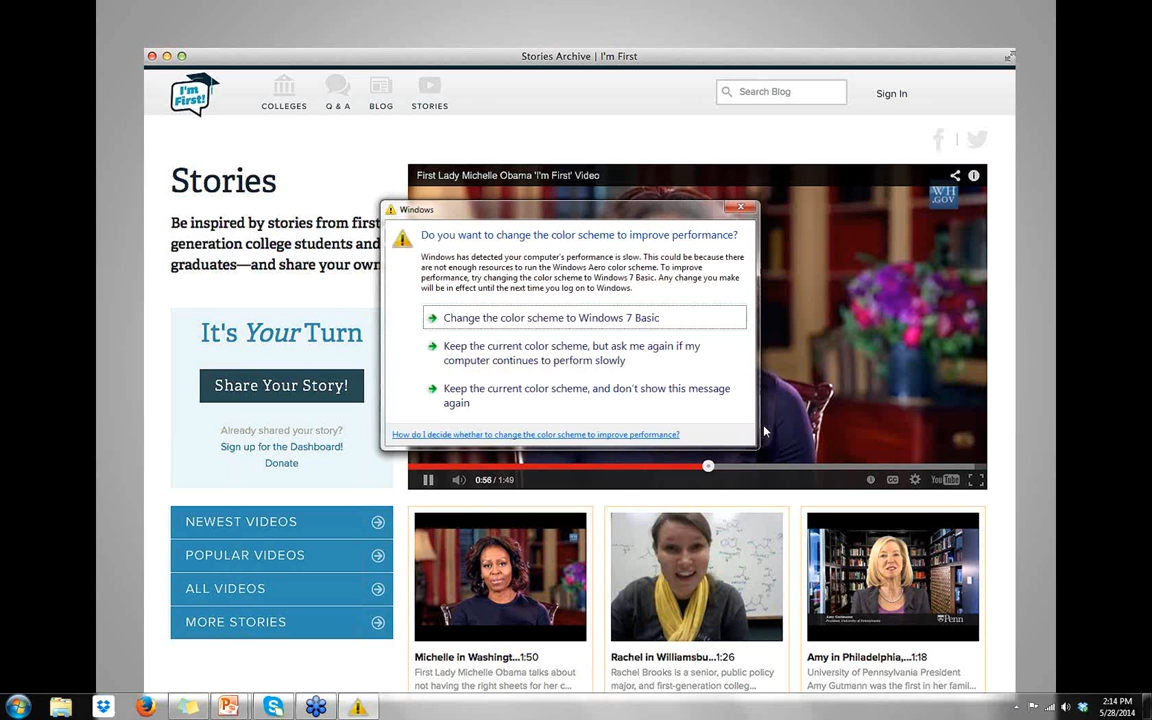 Stories Archive | I'm First
I'm
First!
COLLEGES
Q & A
BLOG
STORIES
Search Blog
Sign In
Stories
Be inspired by stories from first
generation college students and
graduates—and share your own
It's Your Turn
Share Your Story!
Already shared your story?
Sign up for the Dashboard!
Donate
NEWEST VIDEOS
POPULAR VIDEOS
ALL VIDEOS
MORE STORIES
First Lady Michelle Obama 'I'm First' Video
WH
.GOV
Windows
Do you want to change the color scheme to improve performance?
Windows has detected your computer's performance is slow. This could be because there
are not enough resources to run the Windows Aero color scheme. To improve
performance, try changing the color scheme to Windows 7 Basic. Any change you make
will be in effect until the next time you log on to Windows.
Change the color scheme to Windows 7 Basic
Keep the current color scheme, but ask me again if my
computer continues to perform slowly
Keep the current color scheme, and don't show this message
again
How do I decide whether to change the color scheme to improve performance?
0:56 / 1:49
CC
YouTube
Penn
Michelle in Washingt...1:50
First Lady Michelle Obama talks about
not having the right sheets for her c...
Rachel in Williamsbu...1:26
Rachel Brooks is a senior, public policy
major, and first-generation colleg...
Amy in Philadelphia,...1:18
University of Pennsylvania President
Amy Gutmann was the first in her famil...
2:14 PM
5/28/2014